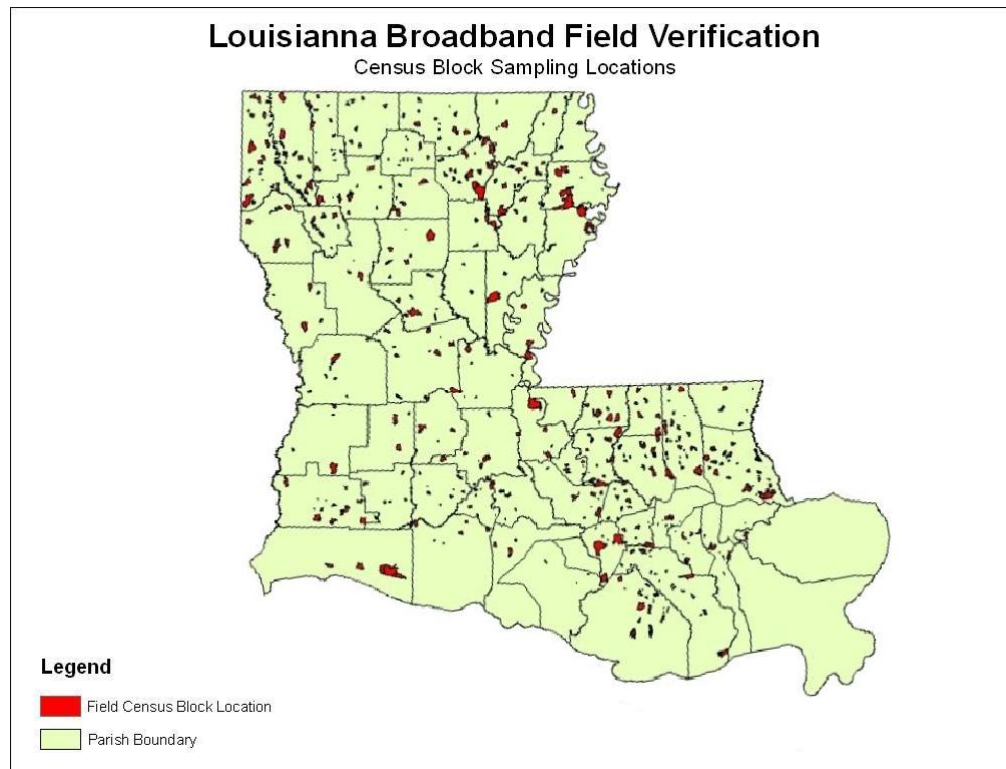 Louisianna Broadband Field Verification
Census Block Sampling Locations
Legend
Field Census Block Location
Parish Boundary